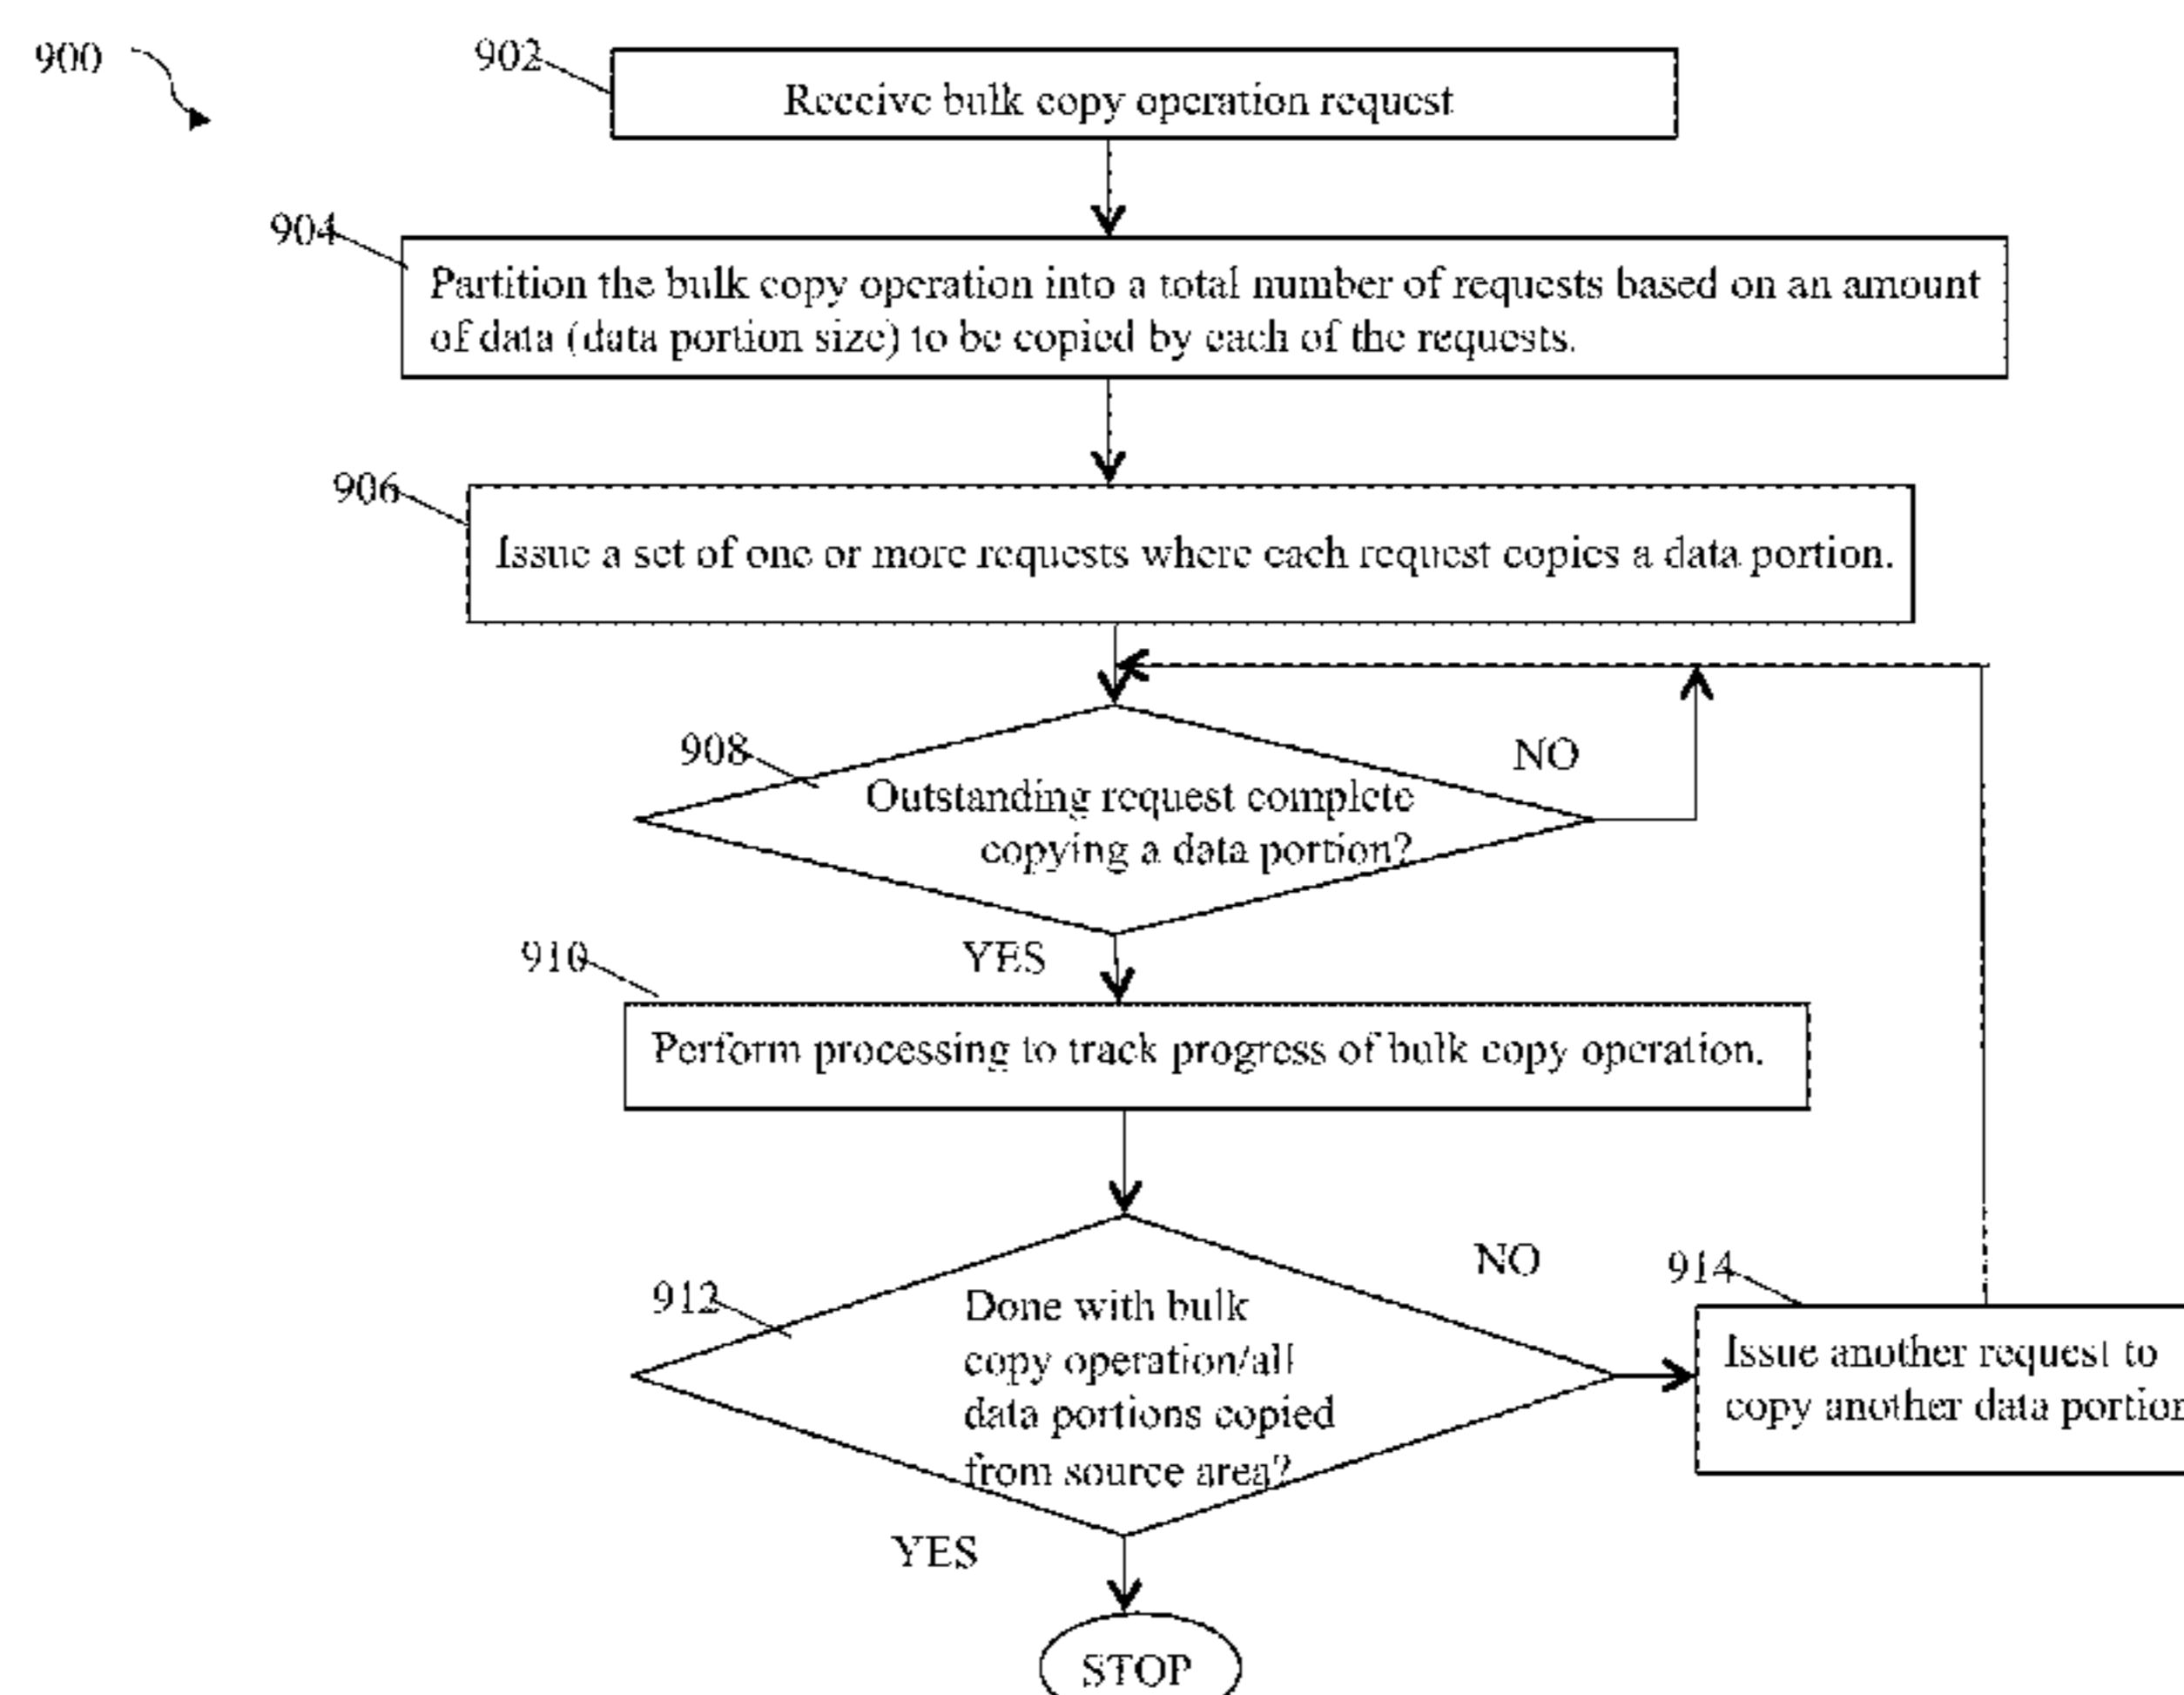 900
902
Receive bulk copy operation request
904
Partition the bulk copy operation into a total number of requests based on an amount
of data (data portion size) to be copied by each of the requests.
906
Issue a set of one or more requests where each request copies a data portion.
908
NO
Outstanding request complete
copying a data portion?
YES
910
Perform processing to track progress of bulk copy operation.
912
NO
Done with bulk
copy operation/all
data portions copied
from source area?
914
Issue another request to
copy another data portion
YES
STOP